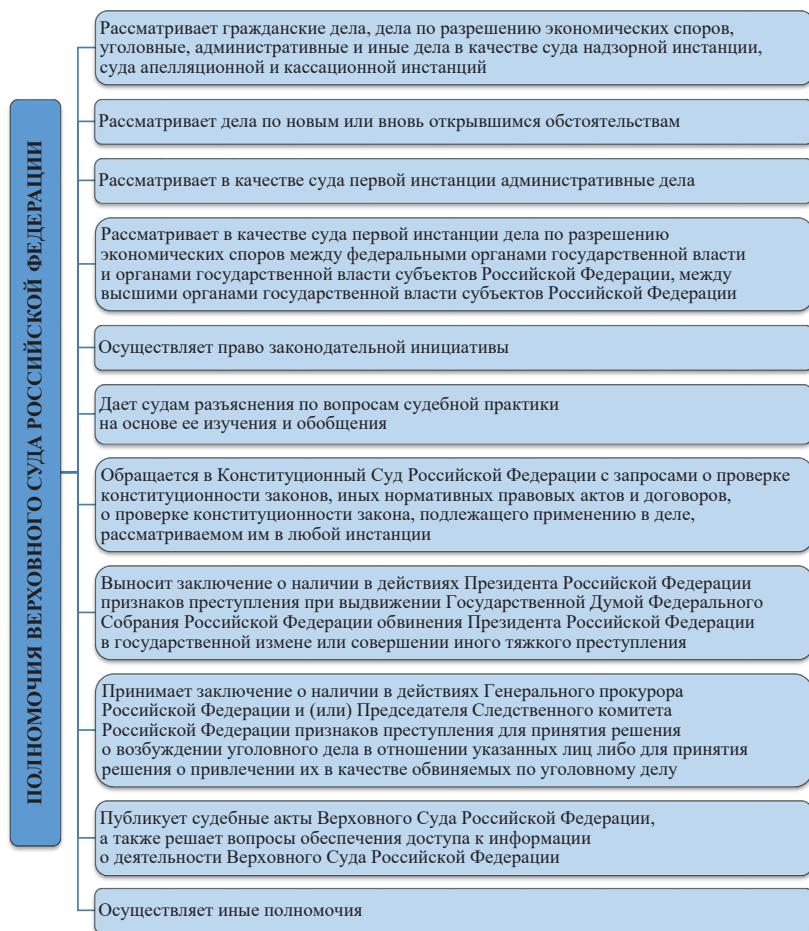 ПОЛНОМОЧИЯ ВЕРХОВНОГО СУДА РОССИЙСКОЙ ФЕДЕРАЦИИ
Рассматривает гражданские дела, дела по разрешению экономических споров,
уголовные, административные и иные дела в качестве суда надзорной инстанции,
суда апелляционной и кассационной инстанций
Рассматривает дела по новым или вновь открывшимся обстоятельствам
Рассматривает в качестве суда первой инстанции административные дела
Рассматривает в качестве суда первой инстанции дела по разрешению
экономических споров между федеральными органами государственной власти
и органами государственной власти субъектов Российской Федерации, между
высшими органами государственной власти субъектов Российской Федерации
Осуществляет право законодательной инициативы
Дает судам разъяснения по вопросам судебной практики
на основе ее изучения и обобщения
Обращается в Конституционный Суд Российской Федерации с запросами о проверке
конституционности законов, иных нормативных правовых актов и договоров,
о проверке конституционности закона, подлежащего применению в деле,
рассматриваемом им в любой инстанции
Выносит заключение о наличии в действиях Президента Российской Федерации
признаков преступления при выдвижении Государственной Думой Федерального
Собрания Российской Федерации обвинения Президента Российской Федерации
в государственной измене или совершении иного тяжкого преступления
Принимает заключение о наличии в действиях Генерального прокурора
Российской Федерации и (или) Председателя Следственного комитета
Российской Федерации признаков преступления для принятия решения
о возбуждении уголовного дела в отношении указанных лиц либо для принятия
решения о привлечении их в качестве обвиняемых по уголовному делу
Публикует судебные акты Верховного Суда Российской Федерации,
а также решает вопросы обеспечения доступа к информации
о деятельности Верховного Суда Российской Федерации
Осуществляет иные полномочия